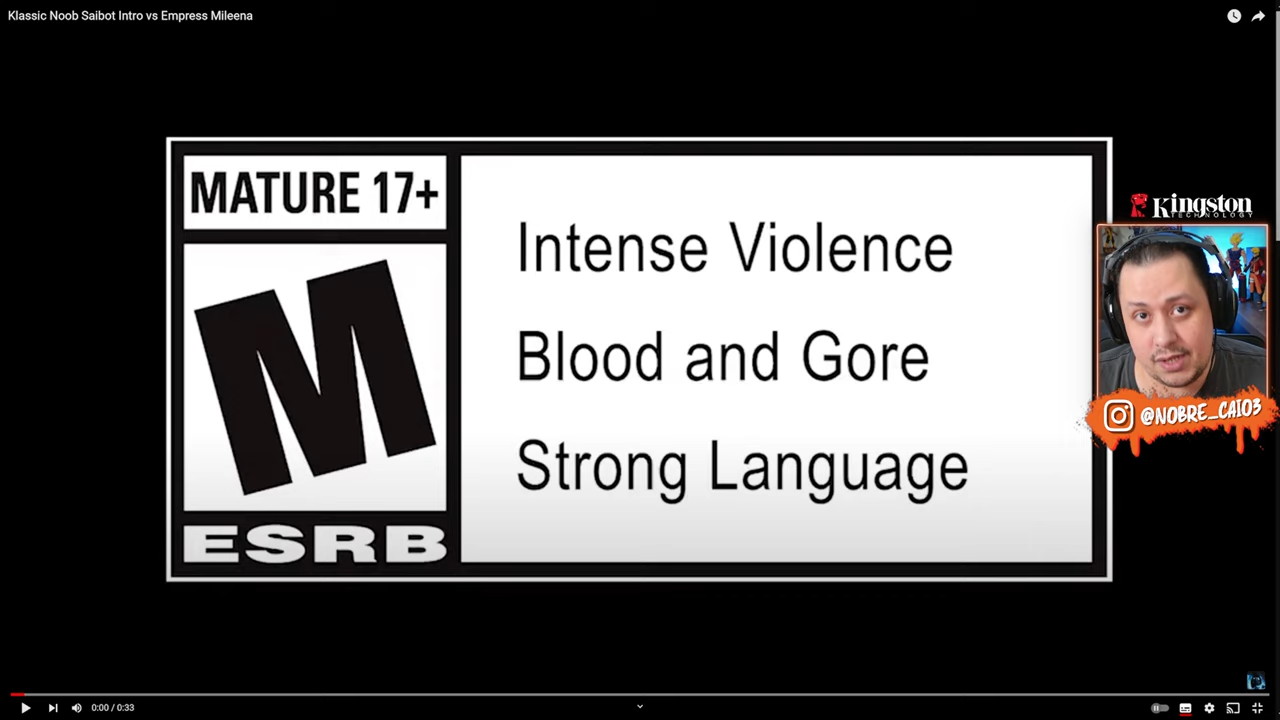 Klassic Noob Saibot Intro vs Empress Mileena
MATURE 17+
M
ESRB
Intense Violence
Blood and Gore
Strong Language
Kingston
TECHNOLOGY
@NOBRE_CAIO3
0:00 / 0:33